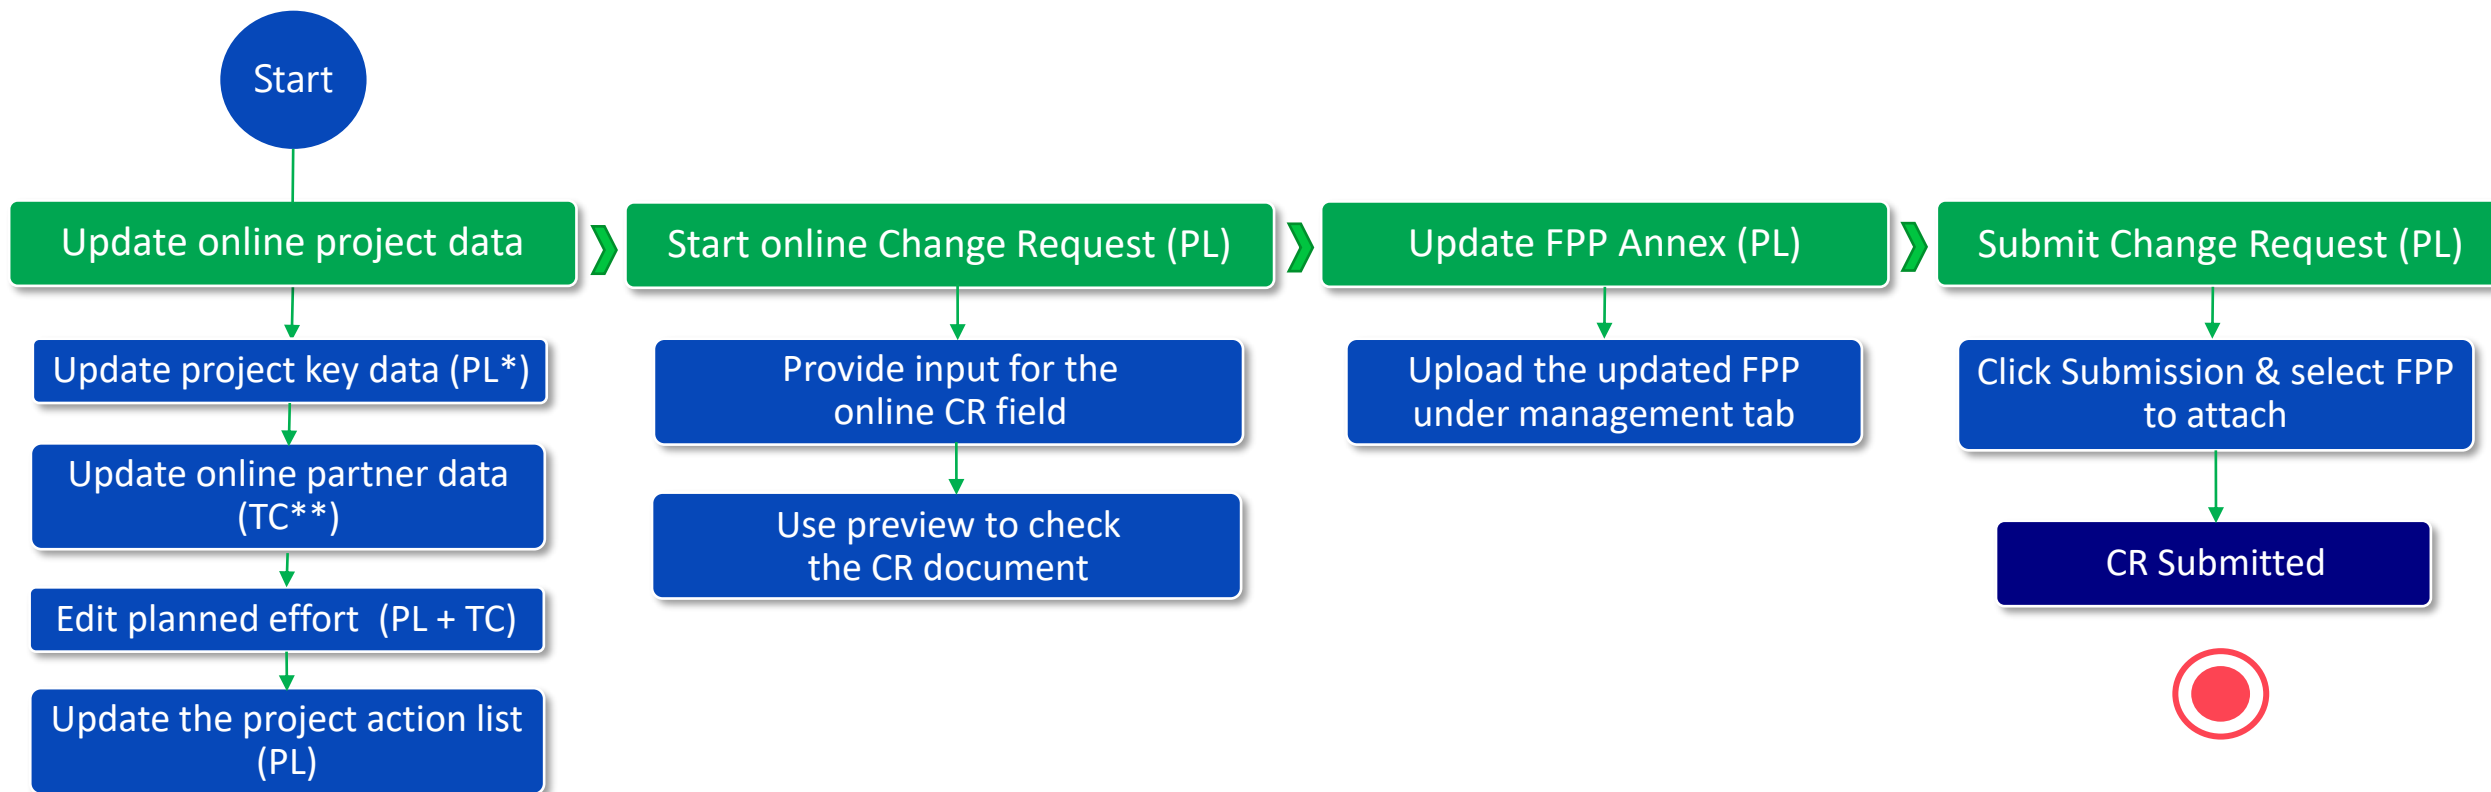 Start
Update online project data
Update project key data (PL*)
Update online partner data
(TC**)
Edit planned effort  (PL + TC)
Update the project action list
(PL)
Start online Change Request (PL)
Provide input for the
online CR field
Use preview to check
the CR document
Update FPP Annex (PL)
Upload the updated FPP
under management tab
Submit Change Request (PL)
Click Submission & select FPP
to attach
CR Submitted